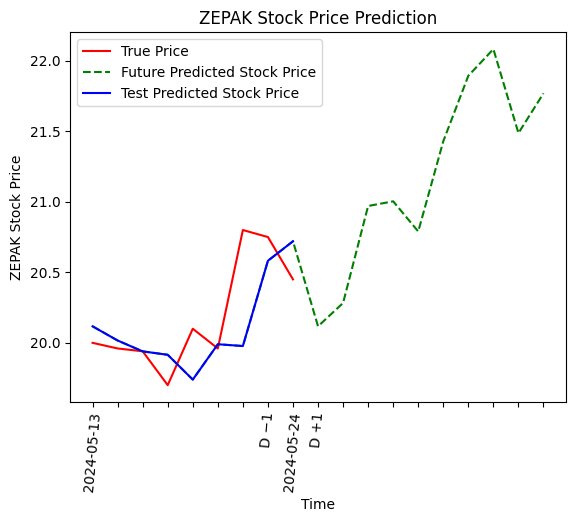 ZEPAK Stock Price Prediction
True Price
Future Predicted Stock Price
Test Predicted Stock Price
ZEPAK Stock Price
22.0
21.5
21.0
20.5
20.0
2024-05-13
D −1
2024-05-24
D +1
Time